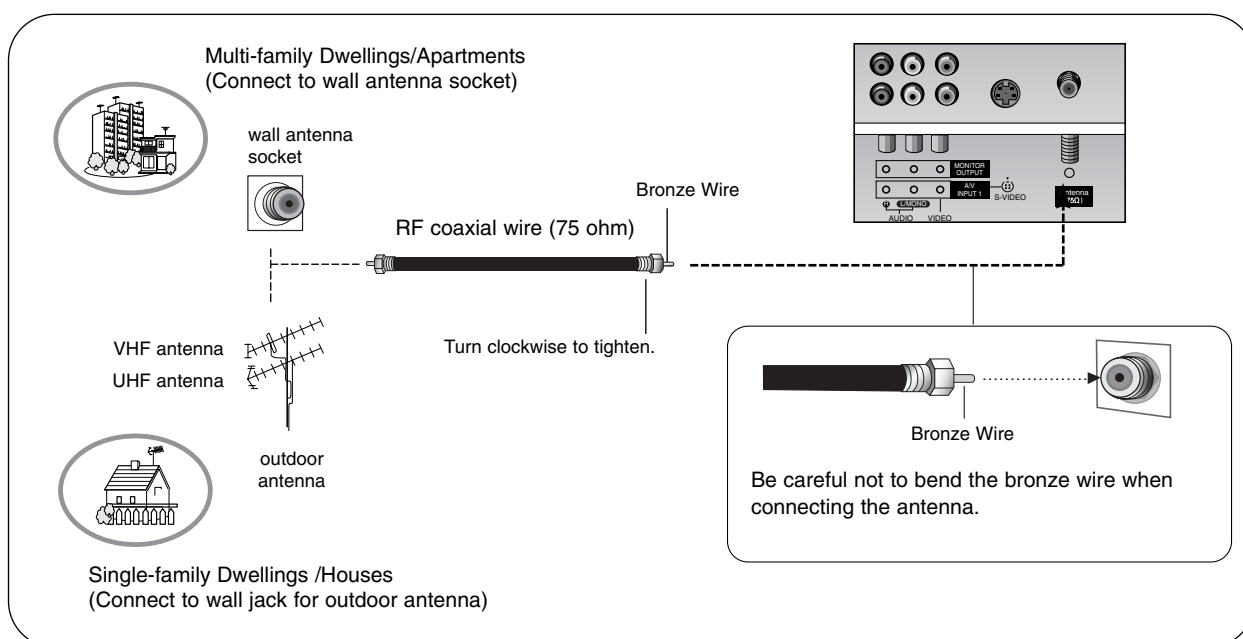 Multi-family Dwellings/Apartments
(Connect to wall antenna socket)
wall antenna
socket
Bronze Wire
RF coaxial wire (75 ohm)
Turn clockwise to tighten.
VHF antenna
UHF antenna
outdoor
antenna
Single-family Dwellings /Houses
(Connect to wall jack for outdoor antenna)
MONITOR
OUTPUT
A/V
INPUT 1
S-VIDEO
R L/MONO
AUDIO VIDEO
Bronze Wire
Be careful not to bend the bronze wire when
connecting the antenna.